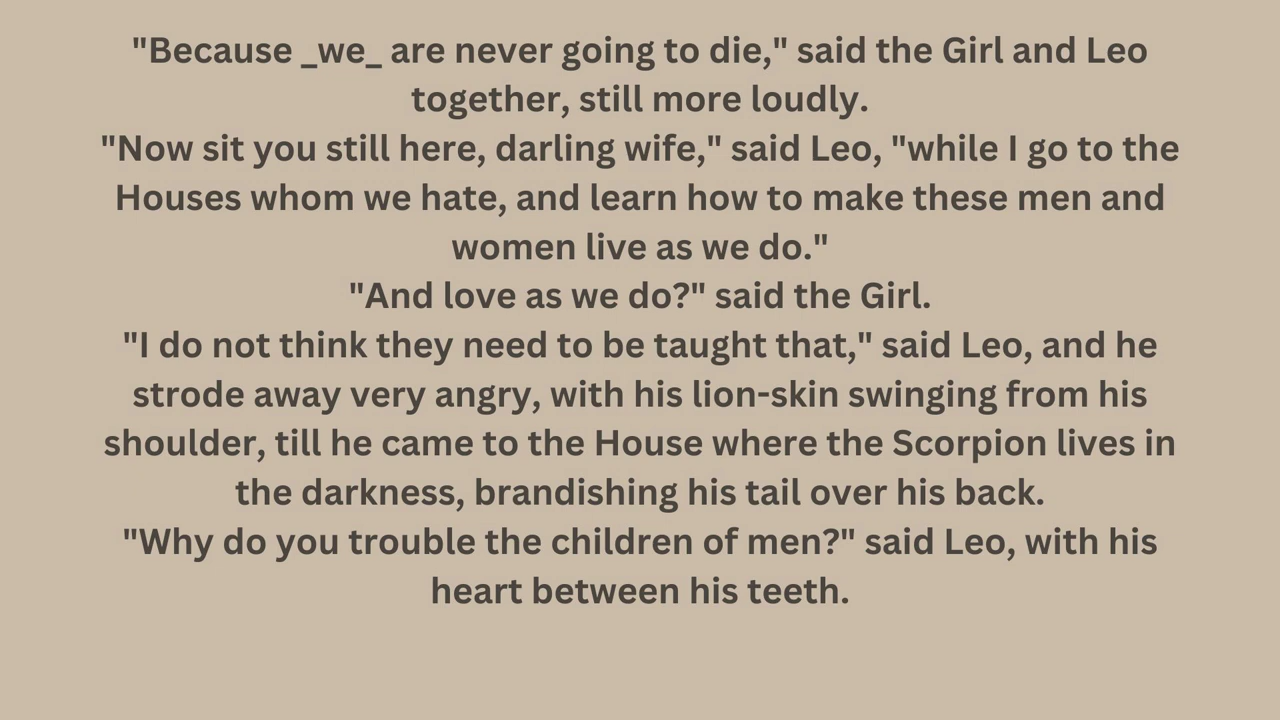 "Because _we_ are never going to die," said the Girl and Leo
together, still more loudly.
"Now sit you still here, darling wife," said Leo, "while I go to the
Houses whom we hate, and learn how to make these men and
women live as we do."
"And love as we do?" said the Girl.
"I do not think they need to be taught that," said Leo, and he
strode away very angry, with his lion-skin swinging from his
shoulder, till he came to the House where the Scorpion lives in
the darkness, brandishing his tail over his back.
"Why do you trouble the children of men?" said Leo, with his
heart between his teeth.